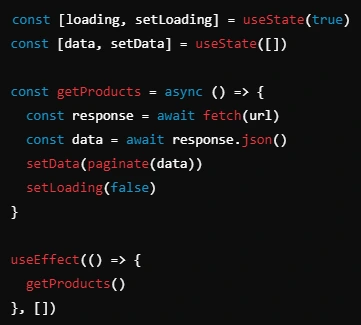 const [loading, setLoading] = useState(true)
const [data, setData] = useState([])
const getProducts = async () => {
const response = await fetch(url)
const data = await response.json()
setData(paginate(data))
setLoading(false)
}
useEffect(() => {
getProducts()
}, [])